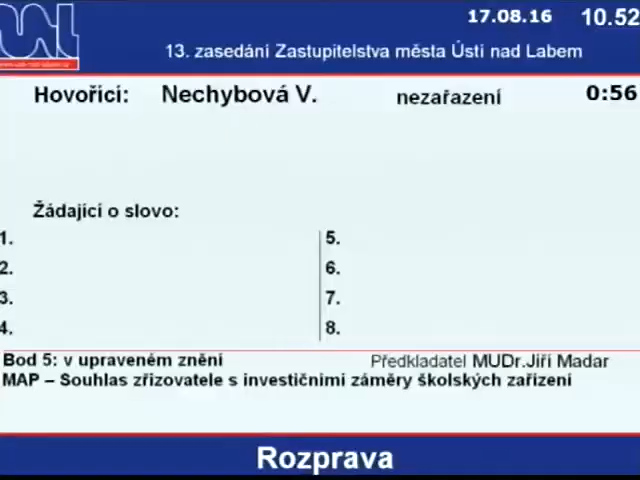 17.08.16 10.52
13. zasedání Zastupitelstva města Ústí nad Labem
Hovořící: Nechybová V. nezařazení 0:56
Žádající o slovo:
1. 5.
2. 6.
3. 7.
4. 8.
Bod 5: v upraveném znění Předkladatel MUDr.Jiří Madar
MAP – Souhlas zřizovatele s investičními záměry školských zařízení
Rozprava